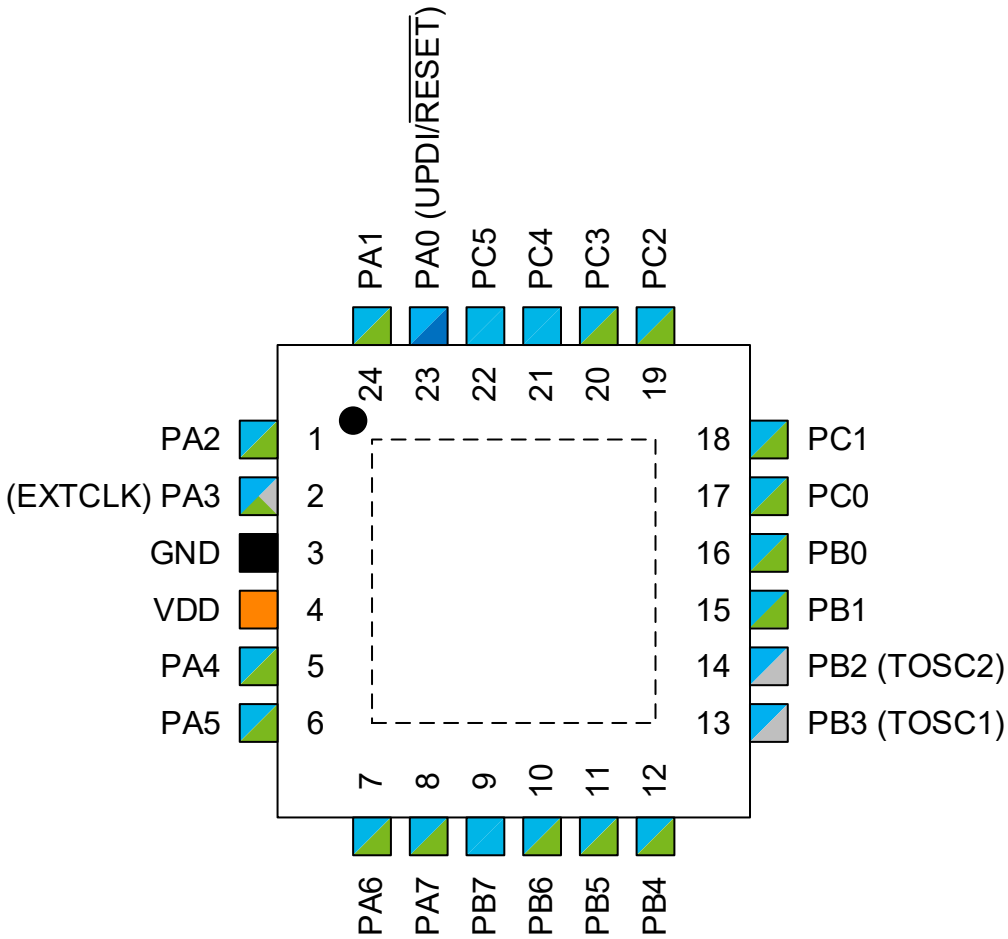 PA1
PA0 (UPDI/RESET)
PC5
PC4
PC3
PC2
24
23
22
21
20
19
PA2
1
18
PC1
(EXTCLK) PA3
2
17
PC0
GND
3
16
PB0
VDD
4
15
PB1
PA4
5
14
PB2 (TOSC2)
PA5
6
13
PB3 (TOSC1)
7
8
9
10
11
12
PA6
PA7
PB7
PB6
PB5
PB4